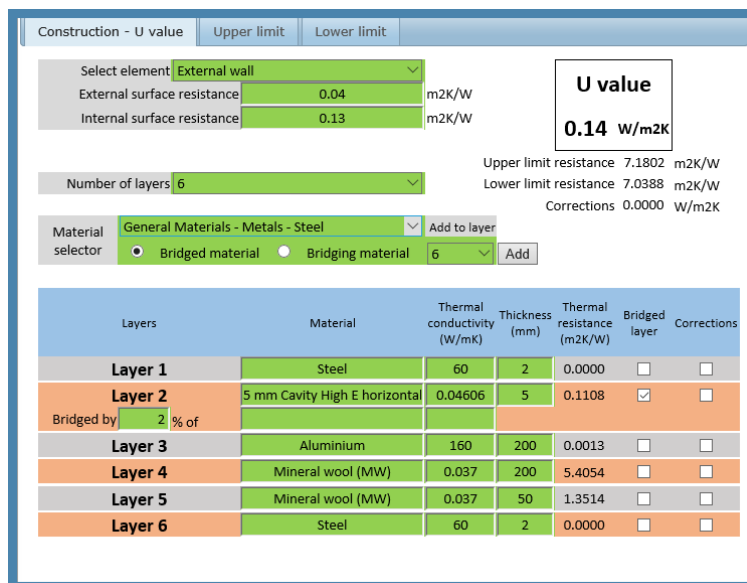 Construction - U value Upper limit Lower limit
Select element External wall
External surface resistance 0.04 m2K/W
Internal surface resistance 0.13 m2K/W
U value
0.14 W/m2K
Upper limit resistance 7.1802 m2K/W
Number of layers 6
Lower limit resistance 7.0388 m2K/W
Corrections 0.0000 W/m2K
Material selector
General Materials - Metals - Steel
Add to layer
Bridged material Bridging material 6 Add
Layers Material Thermal conductivity (W/mK) Thickness (mm) Thermal resistance (m2K/W) Bridged layer Corrections
Layer 1 Steel 60 2 0.0000
Layer 2 5 mm Cavity High E horizontal 0.04606 5 0.1108
Bridged by 2 % of
Layer 3 Aluminium 160 200 0.0013
Layer 4 Mineral wool (MW) 0.037 200 5.4054
Layer 5 Mineral wool (MW) 0.037 50 1.3514
Layer 6 Steel 60 2 0.0000